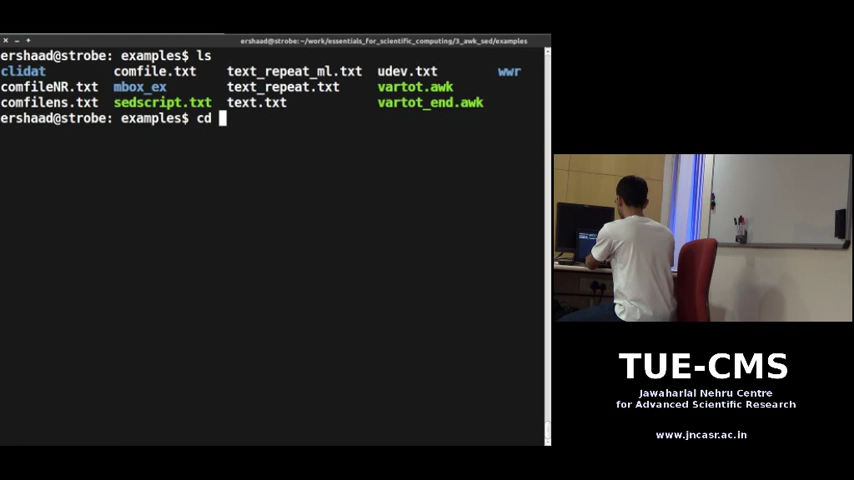 ershaad@strobe: ~/work/essentials_for_scientific_computing/3_awk_sed/examples
ershaad@strobe: examples$ ls
clidat comfile.txt text_repeat_ml.txt udev.txt wwr
comfileNR.txt mbox_ex text_repeat.txt vartot.awk
comfilens.txt sedscript.txt text.txt vartot_end.awk
ershaad@strobe: examples$ cd
TUE-CMS
Jawaharlal Nehru Centre
for Advanced Scientific Research
www.jncasr.ac.in